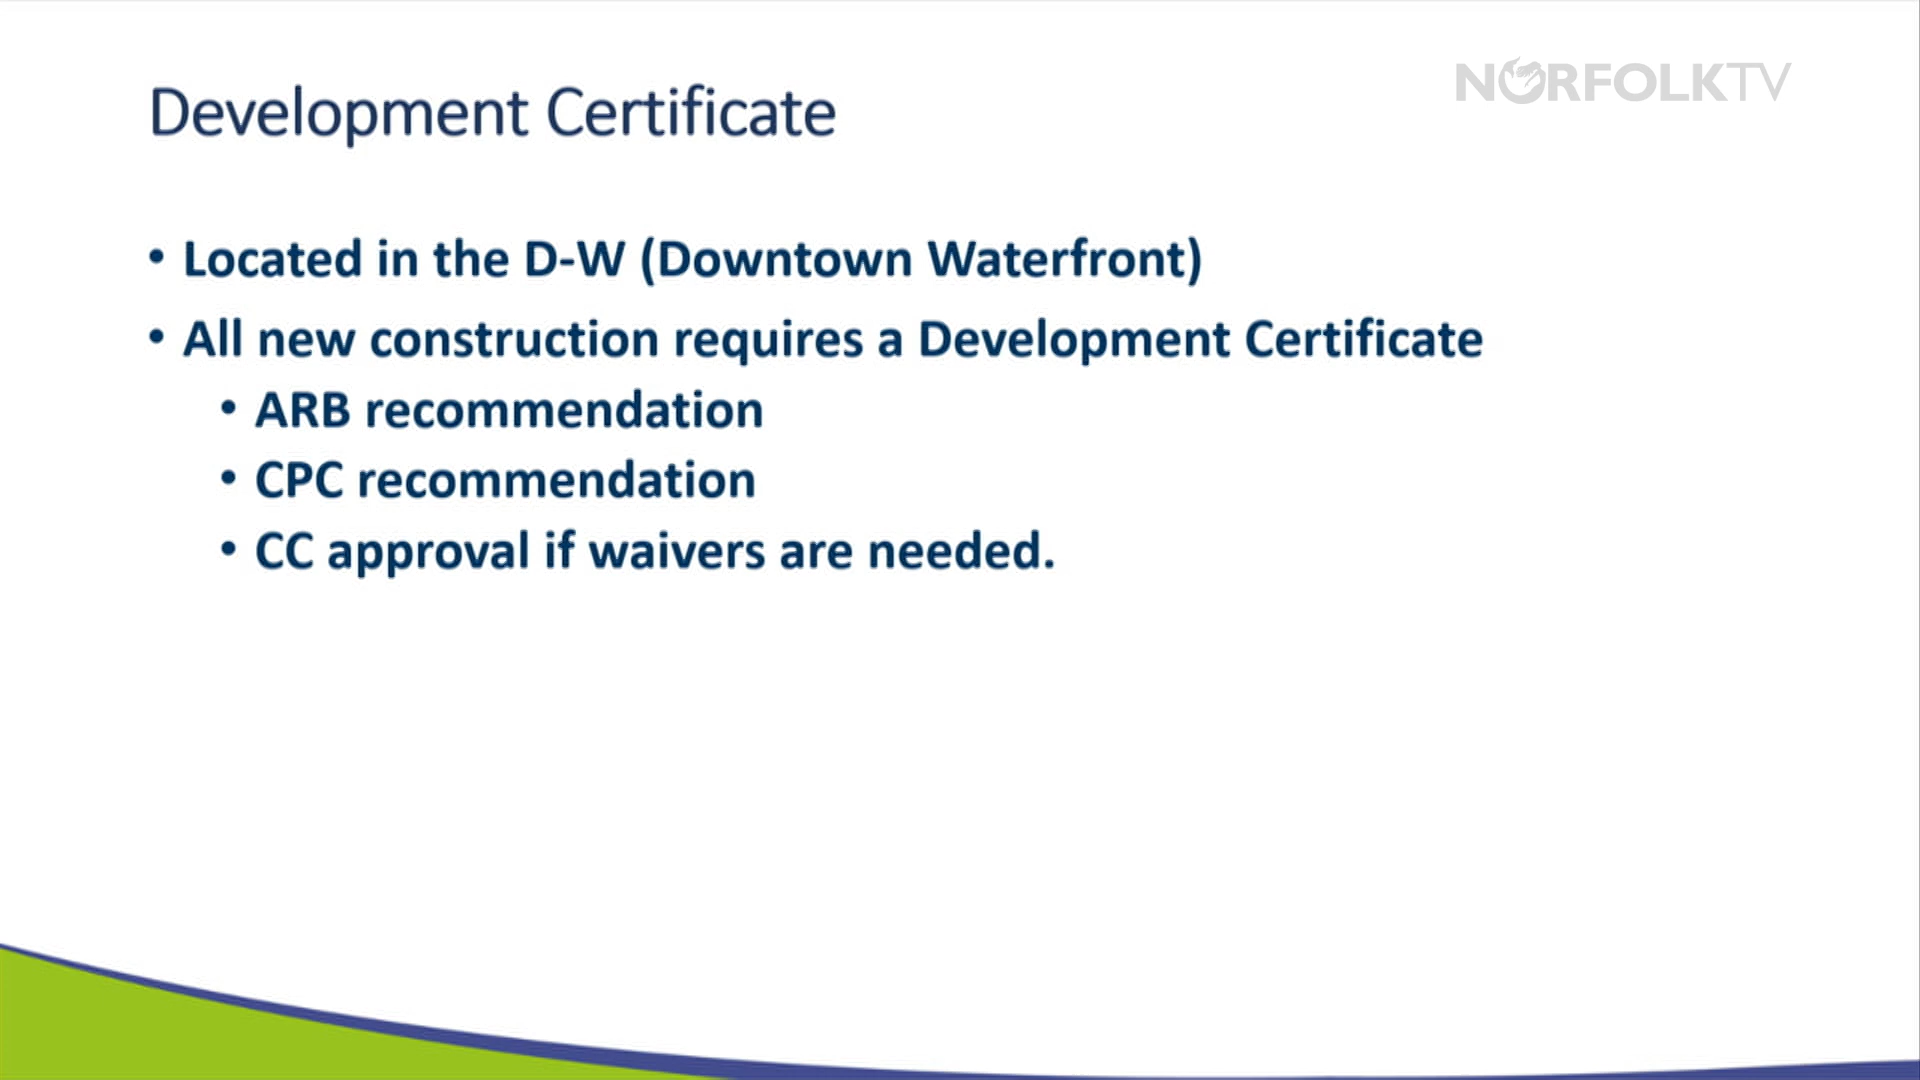 NORFOLKTV
Development Certificate
• Located in the D-W (Downtown Waterfront)
• All new construction requires a Development Certificate
• ARB recommendation
• CPC recommendation
• CC approval if waivers are needed.